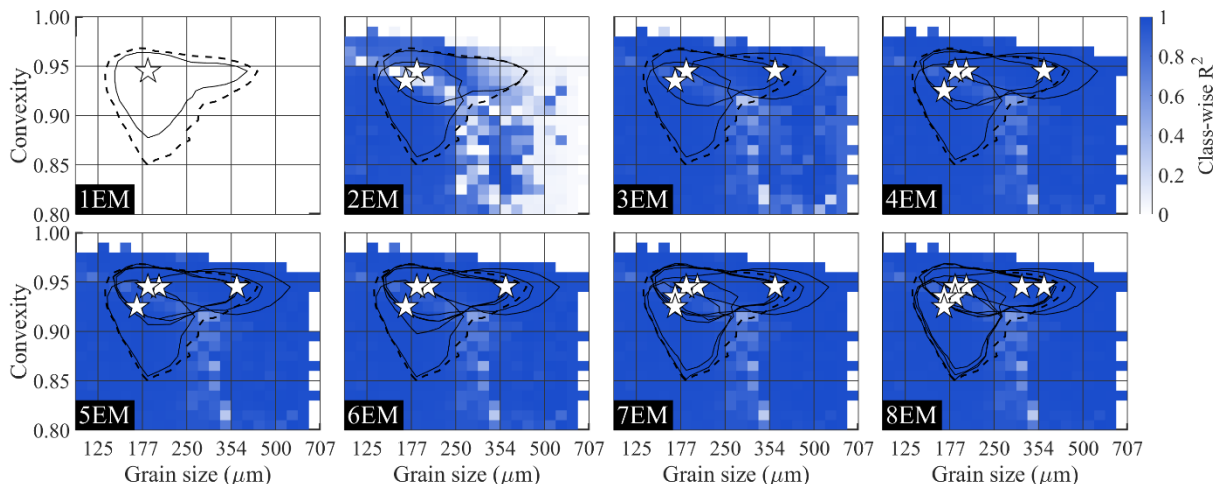 1.00
0.95
0.90
0.85
0.80
Convexity
1EM
2EM
3EM
4EM
1
0.8
0.6
0.4
0.2
0
Class-wise R²
1.00
0.95
0.90
0.85
0.80
Convexity
5EM
6EM
7EM
8EM
125 177 250 354 500 707
125 177 250 354 500 707
125 177 250 354 500 707
125 177 250 354 500 707
Grain size (μm)
Grain size (μm)
Grain size (μm)
Grain size (μm)